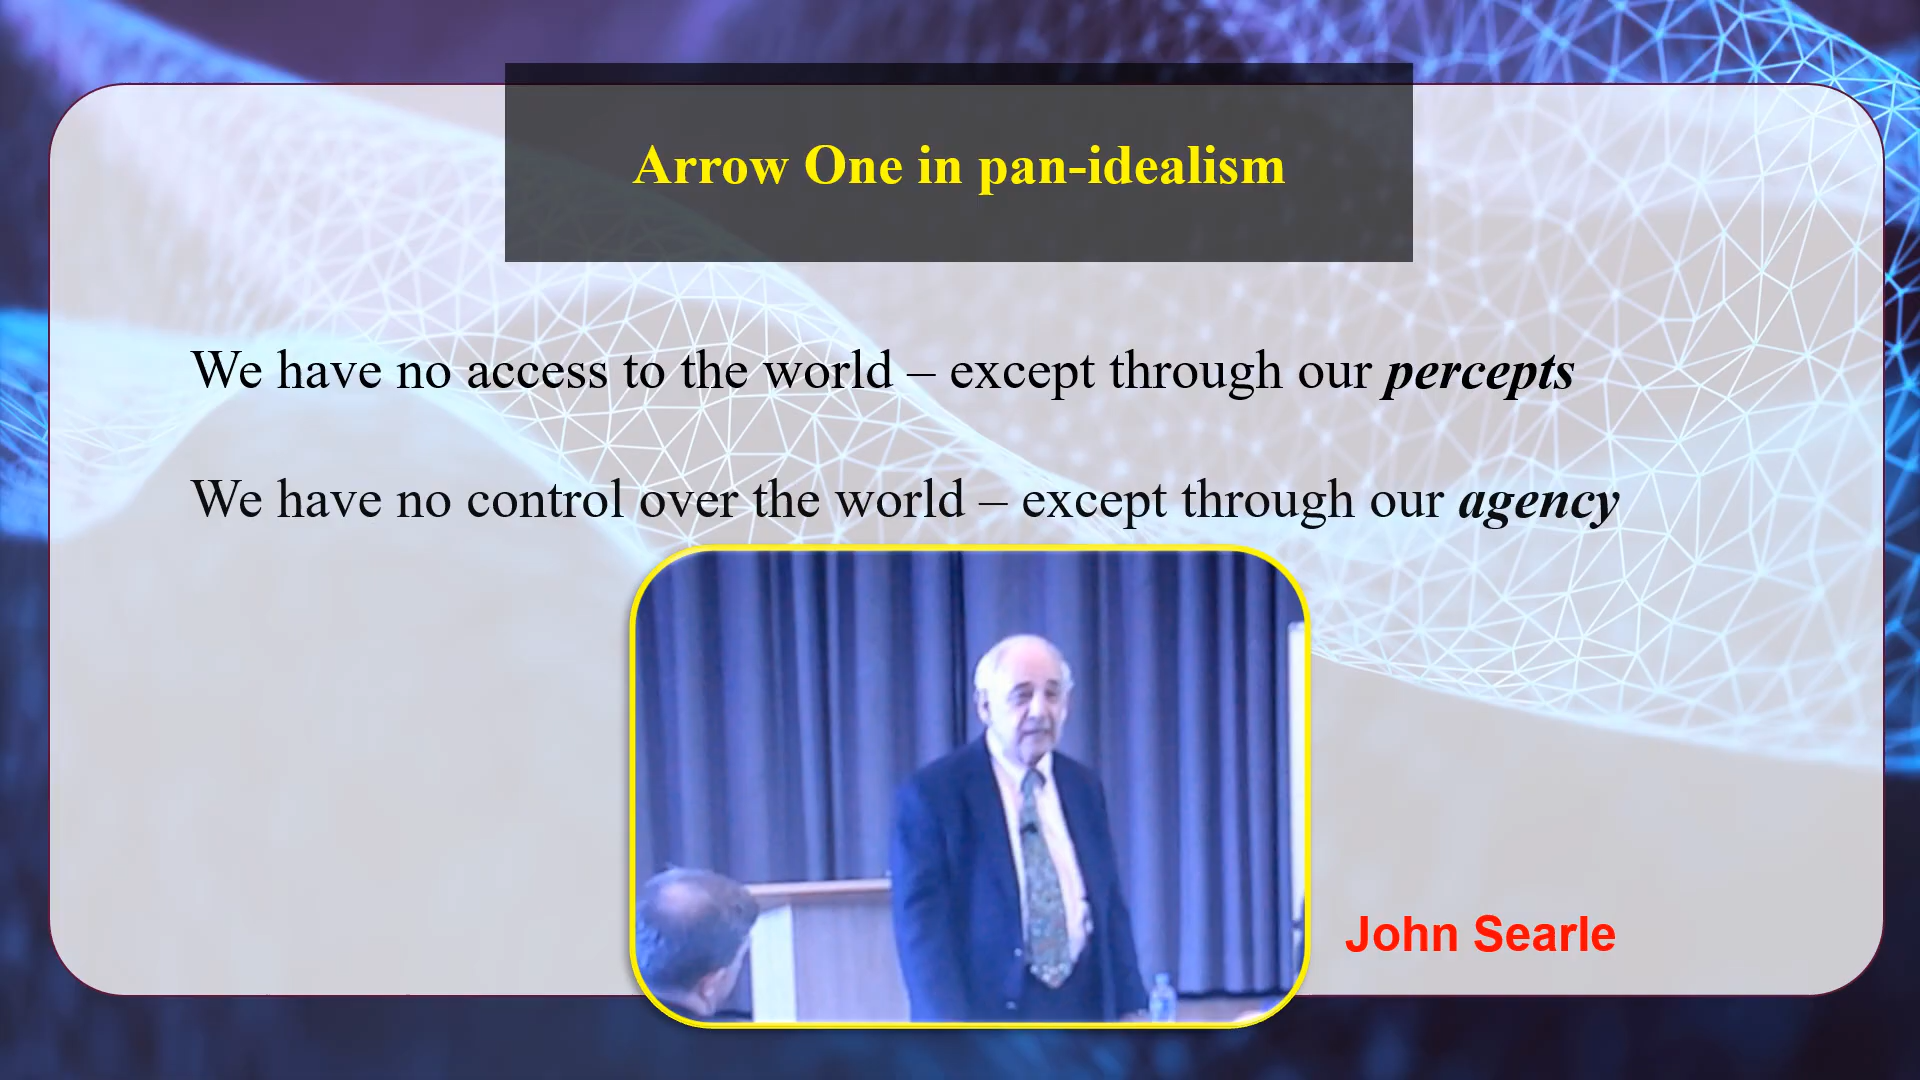 Arrow One in pan-idealism
We have no access to the world – except through our percepts
We have no control over the world – except through our agency
John Searle